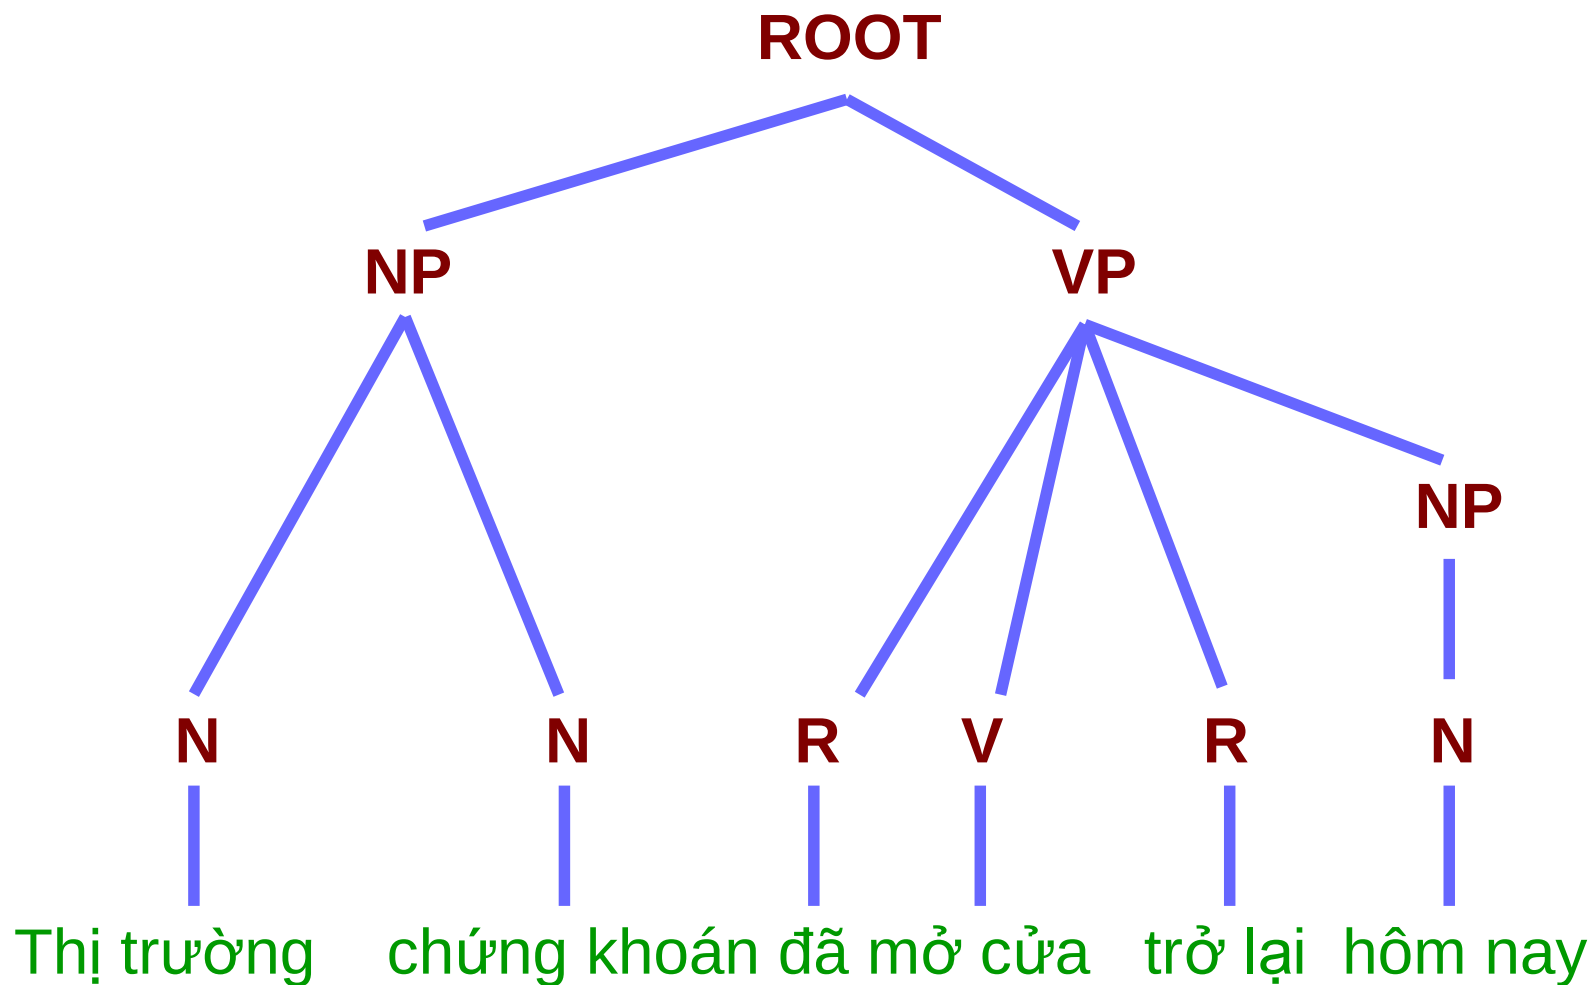 ROOT
NP VP
NP
N N R V R N
Thị trường chứng khoán đã mở cửa trở lại hôm nay